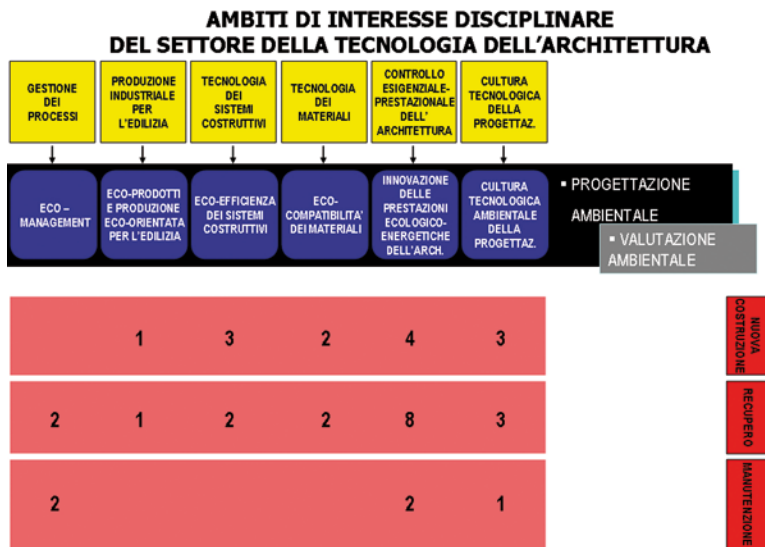 AMBITI DI INTERESSE DISCIPLINARE
DEL SETTORE DELLA TECNOLOGIA DELL'ARCHITETTURA
GESTIONE
DEI
PROCESSI
PRODUZIONE
INDUSTRIALE
PER
L'EDILIZIA
TECNOLOGIA
DEI
SISTEMI
COSTRUTTIVI
TECNOLOGIA
DEI
MATERIALI
CONTROLLO
ESIGENZIALE-
PRESTAZIONALE
DELL'
ARCHITETTURA
CULTURA
TECNOLOGICA
DELLA
PROGETTAZ.
ECO –
MANAGEMENT
ECO-PRODOTTI
E PRODUZIONE
ECO-ORIENTATA
PER L'EDILIZIA
ECO-EFFICIENZA
DEI SISTEMI
COSTRUTTIVI
ECO-
COMPATIBILITA'
DEI MATERIALI
INNOVAZIONE
DELLE
PRESTAZIONI
ECOLOGICO-
ENERGETICHE
DELL'ARCH.
CULTURA
TECNOLOGICA
AMBIENTALE
DELLA
PROGETTAZ.
▪ PROGETTAZIONE
AMBIENTALE
▪ VALUTAZIONE
AMBIENTALE
1 3 2 4 3
NUOVA
COSTRUZIONE
2 1 2 2 8 3
RECUPERO
2 2 1
MANUTENZIONE